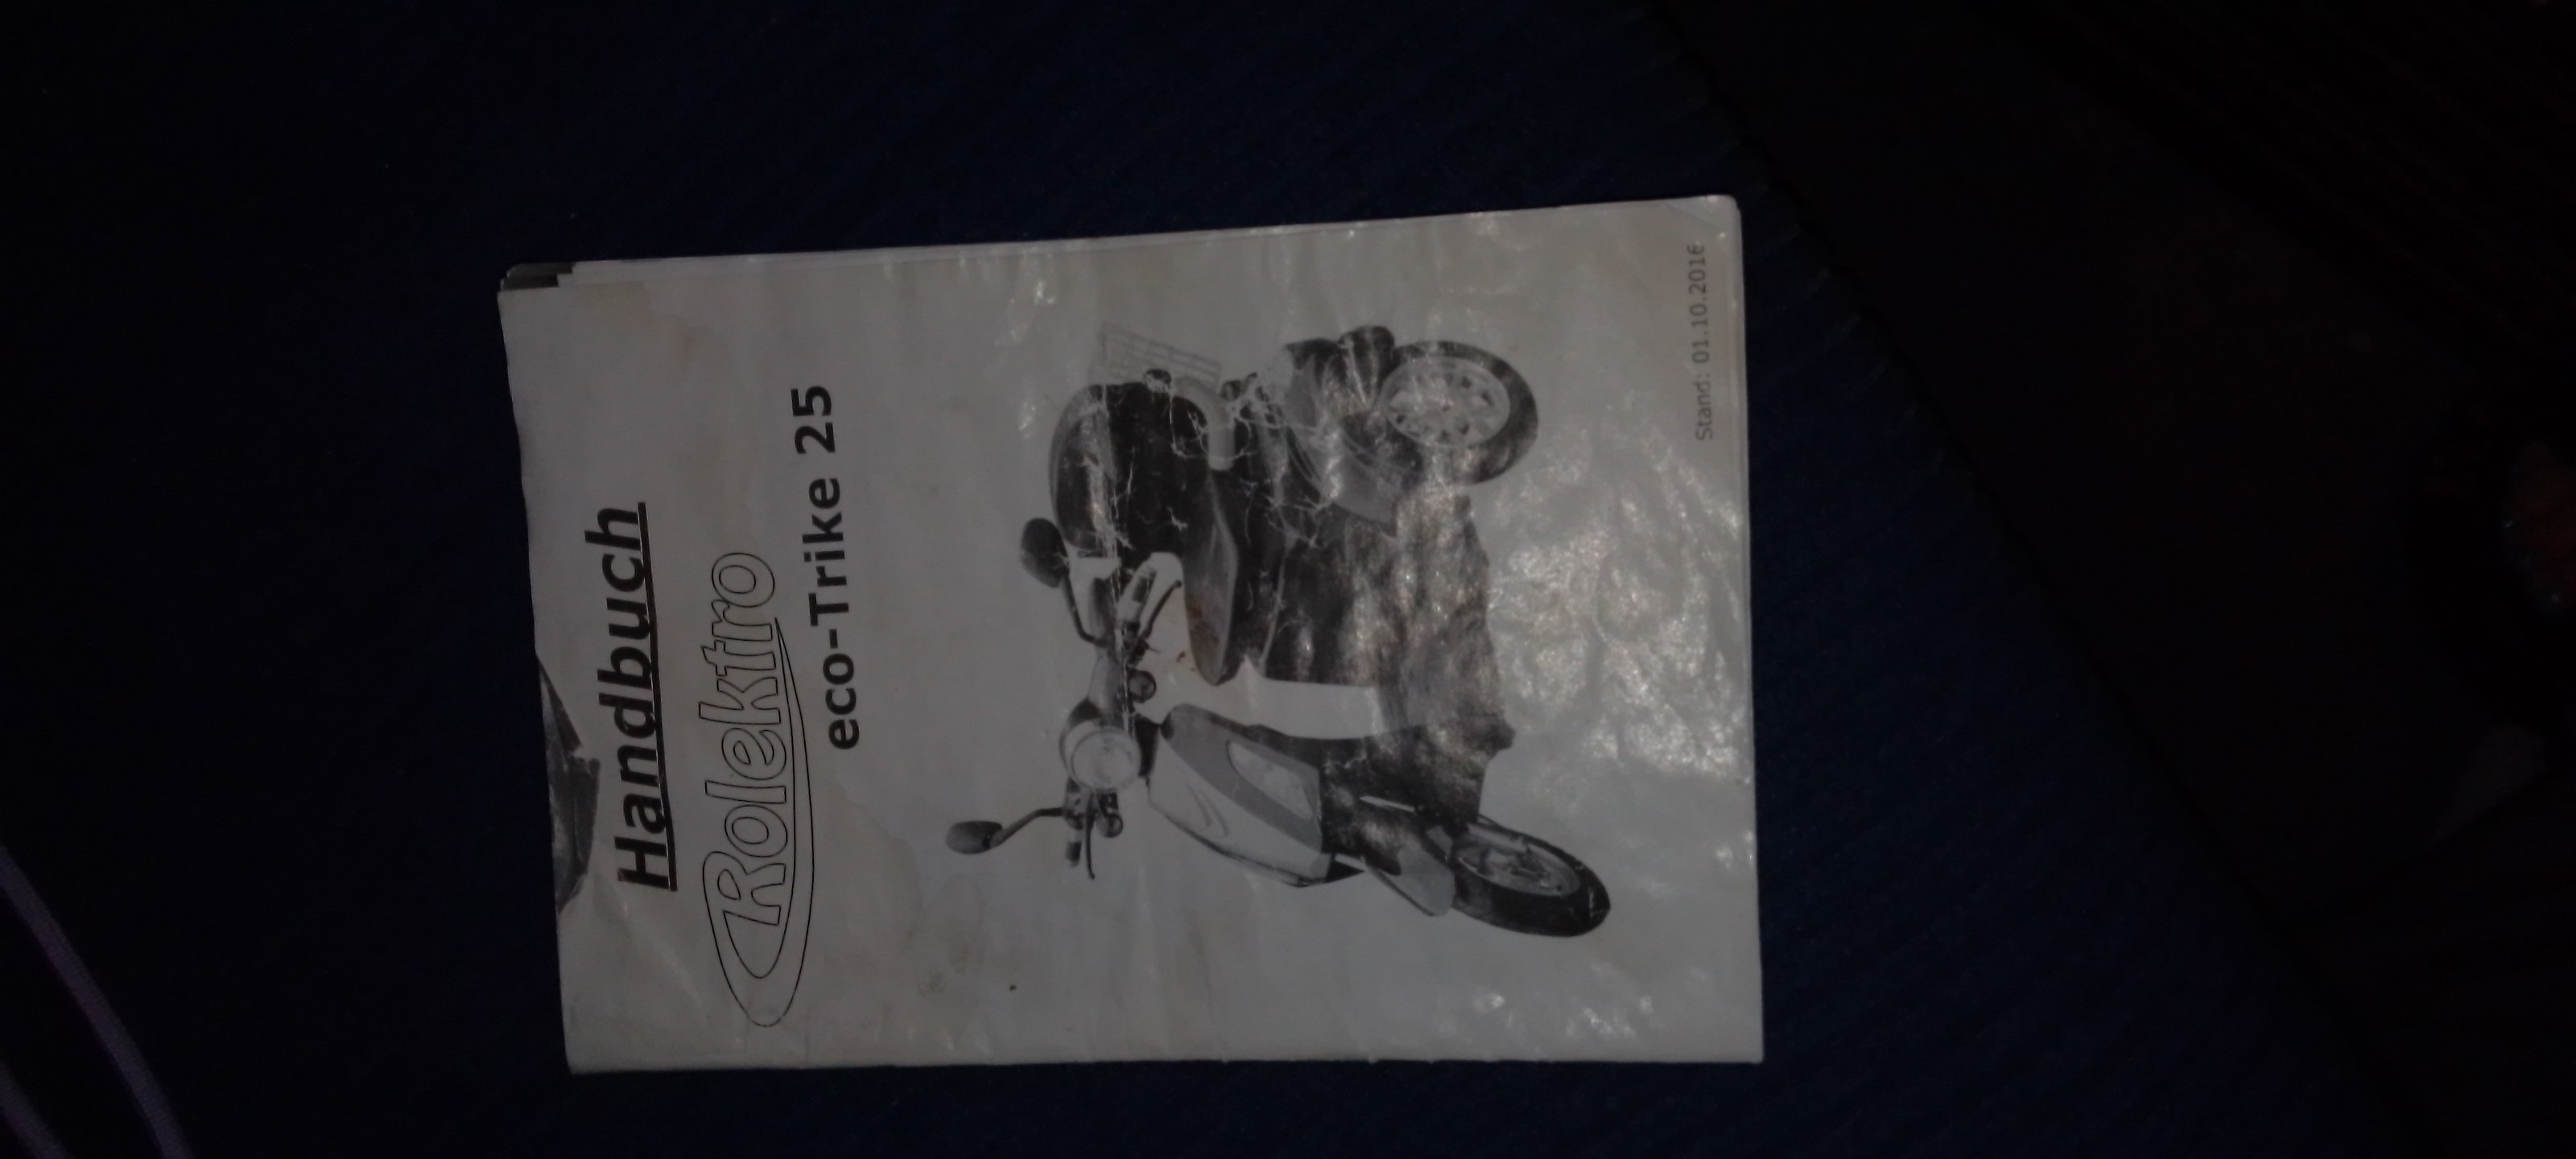 Handbuch
Rolektro
eco-Trike 25
Stand: 01.10.2016